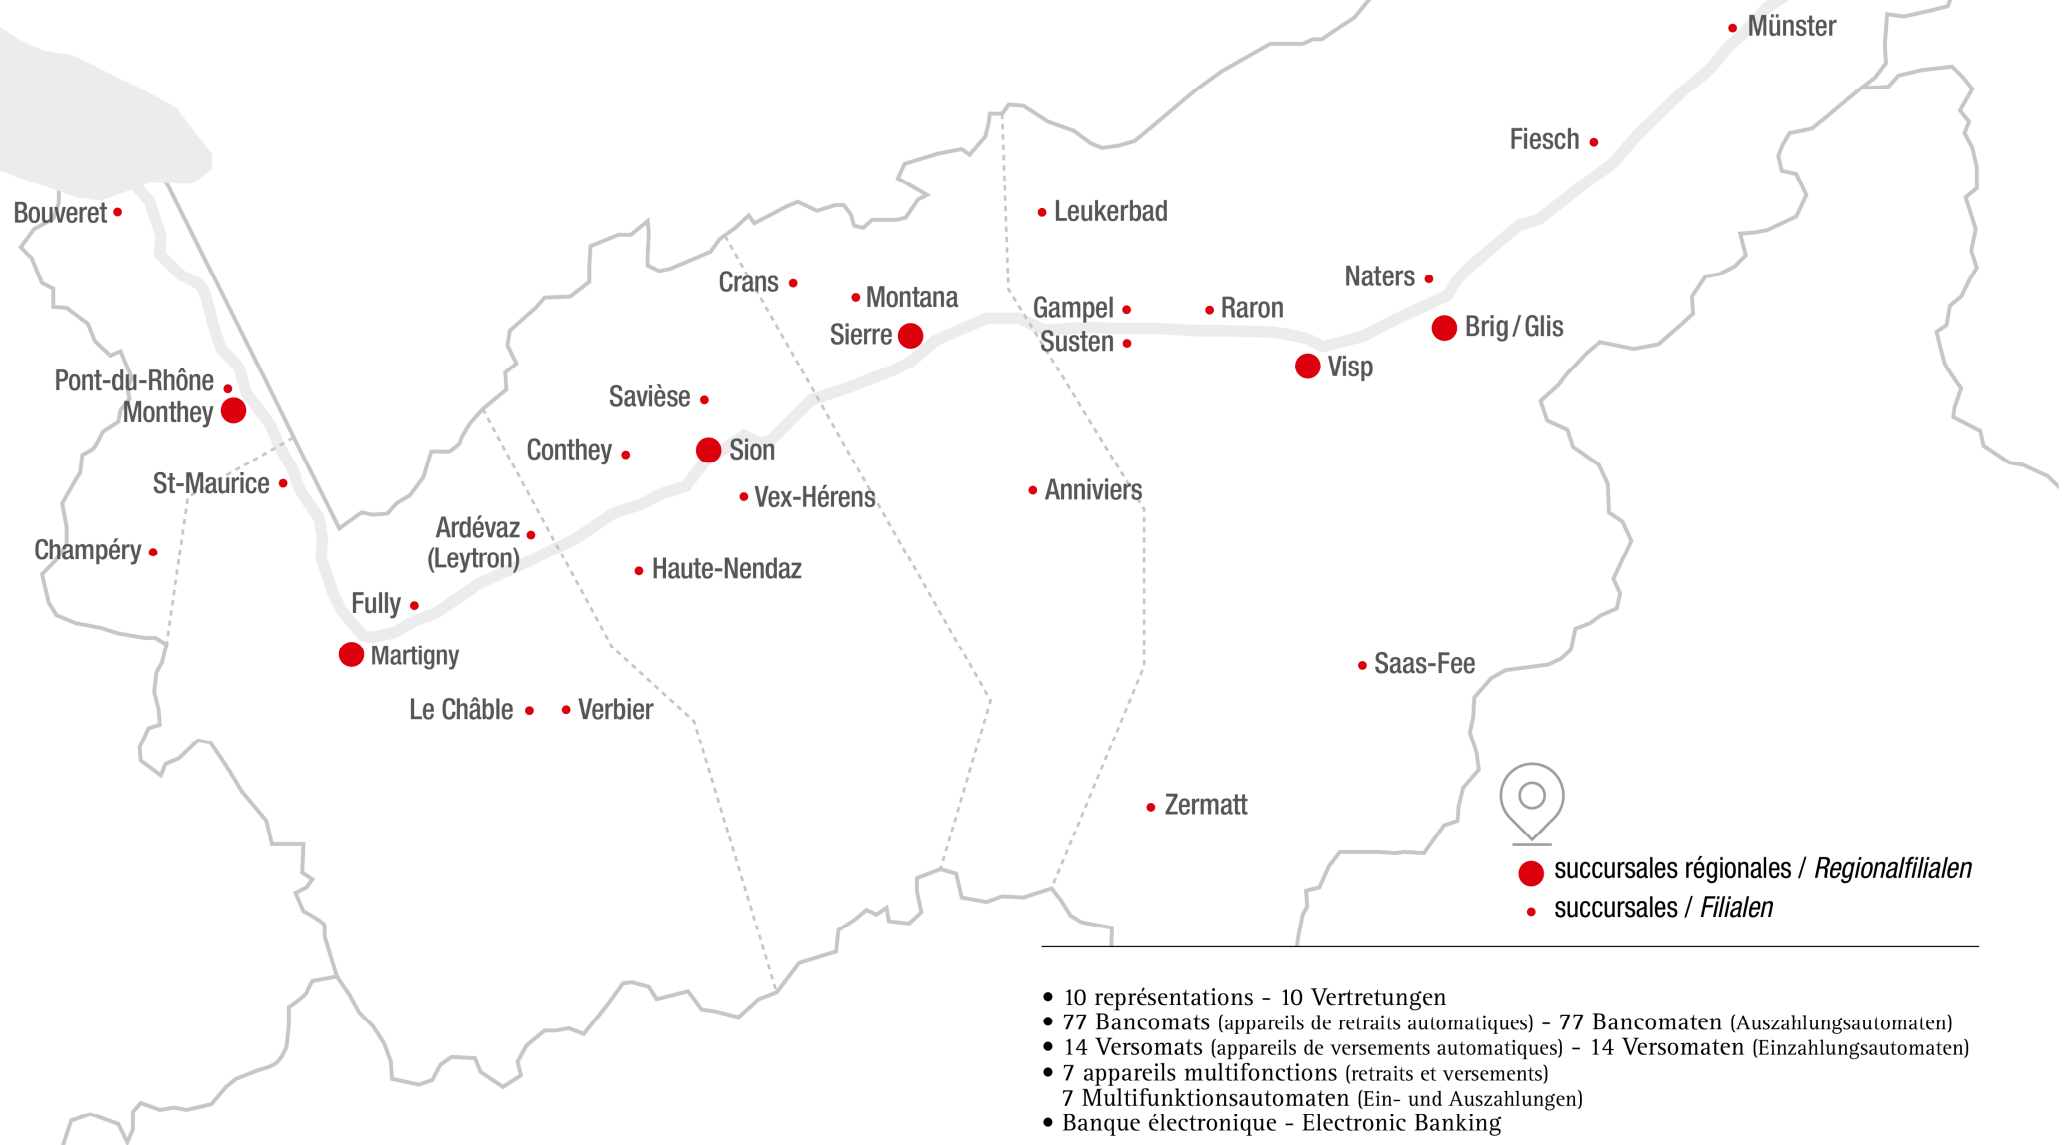 Münster
Fiesch
Bouveret
Leukerbad
Crans
Montana
Naters
Gampel
Raron
Sierre
Brig / Glis
Susten
Visp
Pont-du-Rhône
Monthey
Savièse
Conthey
Sion
St-Maurice
Vex-Hérens
Anniviers
Ardévaz
(Leytron)
Champéry
Haute-Nendaz
Fully
Martigny
Saas-Fee
Le Châble
Verbier
Zermatt
succursales régionales / Regionalfilialen
succursales / Filialen
• 10 représentations - 10 Vertretungen
• 77 Bancomats (appareils de retraits automatiques) - 77 Bancomaten (Auszahlungsautomaten)
• 14 Versomats (appareils de versements automatiques) - 14 Versomaten (Einzahlungsautomaten)
• 7 appareils multifonctions (retraits et versements)
7 Multifunktionsautomaten (Ein- und Auszahlungen)
• Banque électronique - Electronic Banking